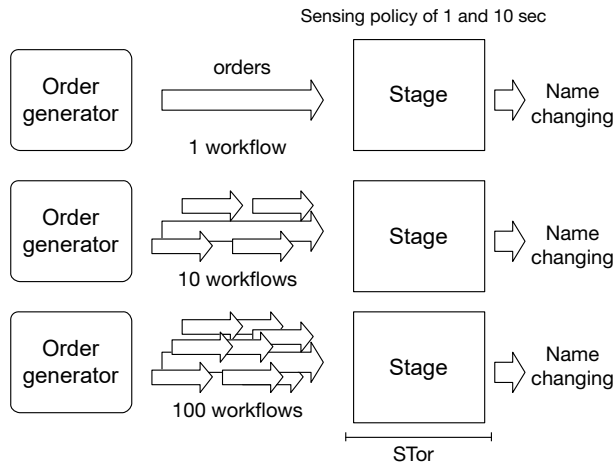 Sensing policy of 1 and 10 sec
Order
generator
orders
1 workflow
Stage
Name
changing
Order
generator
10 workflows
Stage
Name
changing
Order
generator
100 workflows
Stage
Name
changing
STor